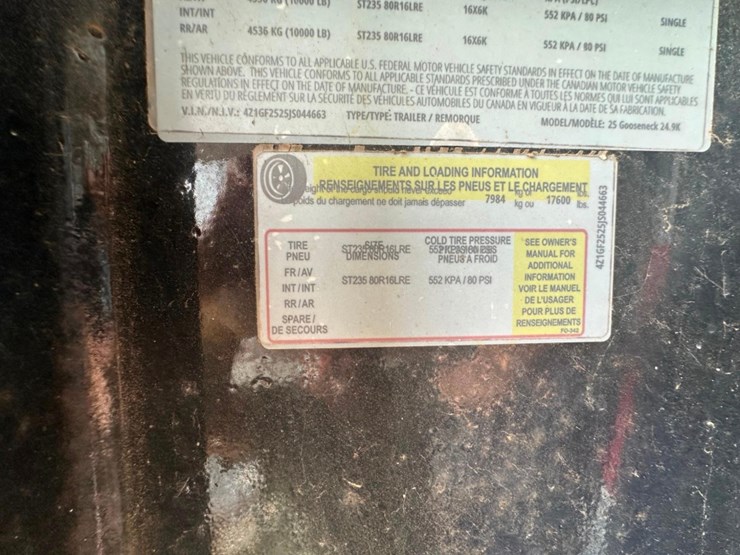 INT/INT 16X6K 552 KPA / 80 PSI SINGLE
RR/AR 4536 KG (10000 LB) ST235 80R16LRE 16X6K 552 KPA / 80 PSI SINGLE
THIS VEHICLE CONFORMS TO ALL APPLICABLE U.S. FEDERAL MOTOR VEHICLE SAFETY STANDARDS IN EFFECT ON THE DATE OF MANUFACTURE
SHOWN ABOVE. THIS VEHICLE CONFORMS TO ALL APPLICABLE STANDARDS PRESCRIBED UNDER THE CANADIAN MOTOR VEHICLE SAFETY
REGULATIONS IN EFFECT ON THE DATE OF MANUFACTURE. - CE VÉHICULE EST CONFORME À TOUTES LES NORMES QUI LUI SONT APPLICABLES
EN VERTU DU RÈGLEMENT SUR LA SÉCURITÉ DES VÉHICULES AUTOMOBILES DU CANADA EN VIGUEUR À LA DATE DE SA FABRICATION.
V.I.N./N.I.V.: 4Z1GF2525JS044663 TYPE/TYPE: TRAILER / REMORQUE MODEL/MODÈLE: 25 Gooseneck 24.9K
TIRE AND LOADING INFORMATION
RENSEIGNEMENTS SUR LES PNEUS ET LE CHARGEMENT
poids du chargement ne doit jamais dépasser 7984 kg ou 17600 lbs.
4Z1GF2525JS044663
TIRE SIZE COLD TIRE PRESSURE
PNEU DIMENSIONS PNEUS A FROID
ST235 80R16LRE
FR/AV
INT/INT ST235 80R16LRE 552 KPA / 80 PSI
RR/AR
SPARE /
DE SECOURS
SEE OWNER'S
MANUAL FOR
ADDITIONAL
INFORMATION
VOIR LE MANUEL
DE L'USAGER
POUR PLUS DE
RENSEIGNEMENTS